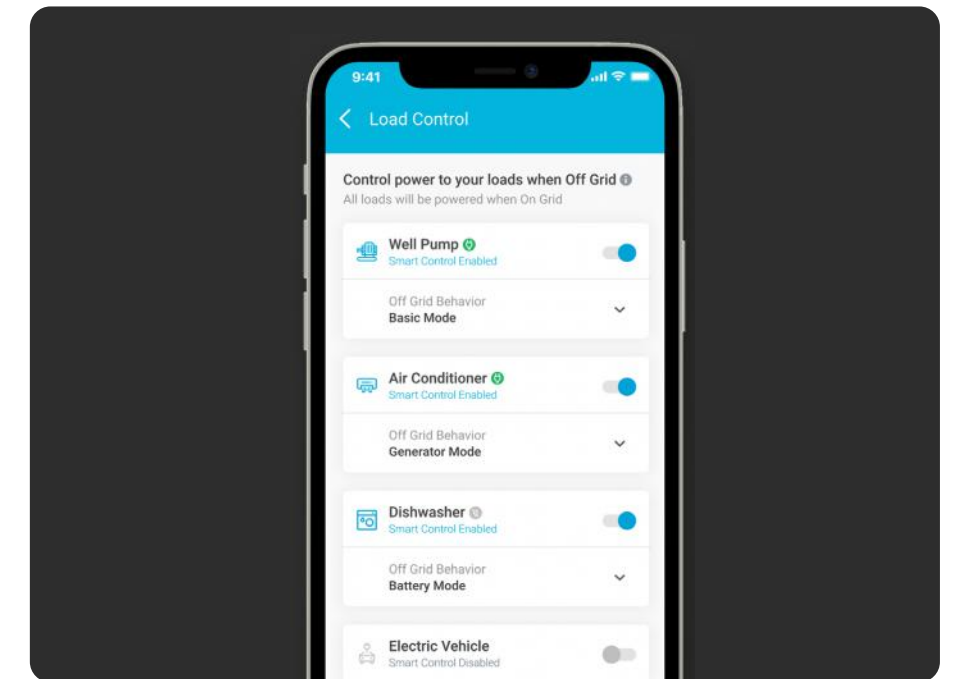 9:41
Load Control
Control power to your loads when Off Grid
All loads will be powered when On Grid
Well Pump
Smart Control Enabled
Off Grid Behavior
Basic Mode
Air Conditioner
Smart Control Enabled
Off Grid Behavior
Generator Mode
Dishwasher
Smart Control Enabled
Off Grid Behavior
Battery Mode
Electric Vehicle
Smart Control Disabled